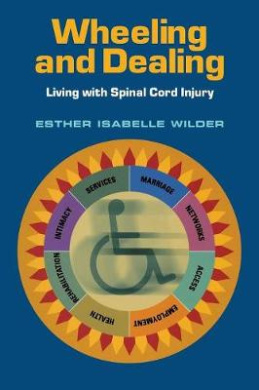 Wheeling
and Dealing
Living with Spinal Cord Injury
ESTHER ISABELLE WILDER
SERVICES
MARRIAGE
NETWORKS
ACCESS
EMPLOYMENT
HEALTH
REHABILITATION
INTIMACY